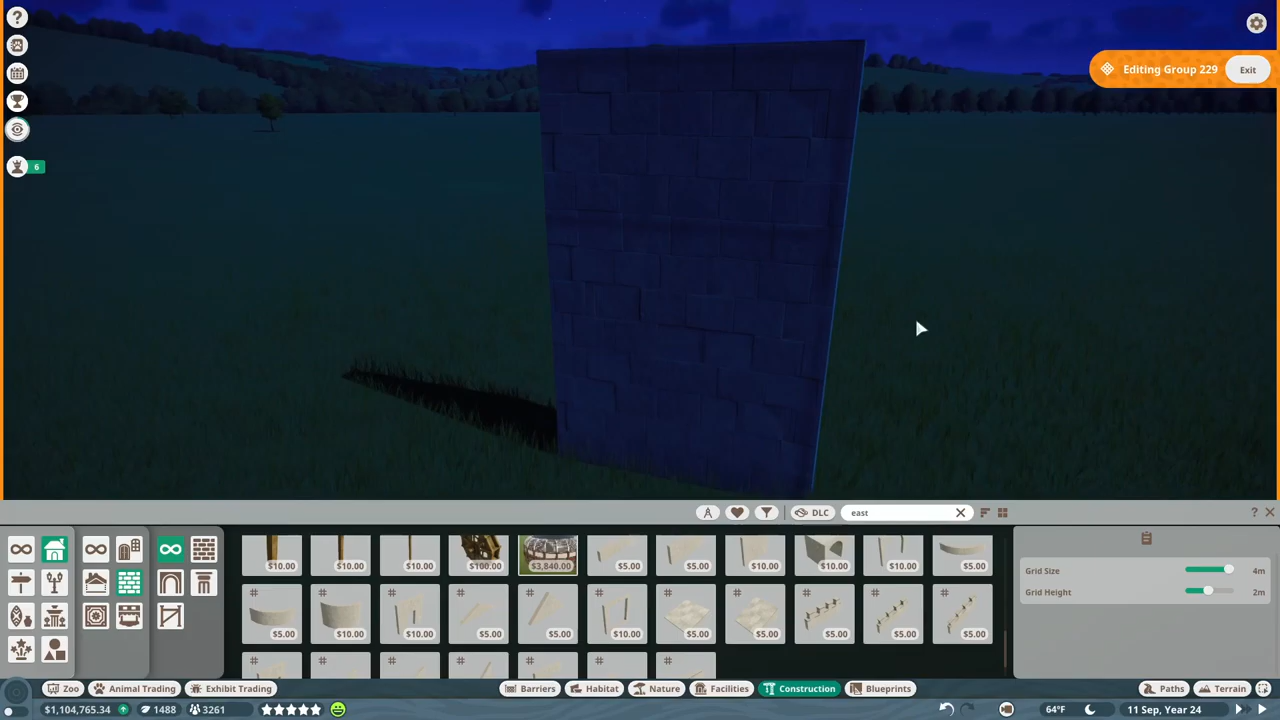 Editing Group 229
Exit
6
DLC
east
$10.00
$10.00
$10.00
$100.00
$3,840.00
$5.00
$5.00
$10.00
$10.00
$10.00
$5.00
Grid Size
4m
Grid Height
2m
$5.00
$10.00
$10.00
$5.00
$5.00
$10.00
$5.00
$5.00
$5.00
$5.00
$5.00
Zoo
Animal Trading
Exhibit Trading
Barriers
Habitat
Nature
Facilities
Construction
Blueprints
Paths
Terrain
$1,104,765.34
1488
3261
64°F
11 Sep, Year 24